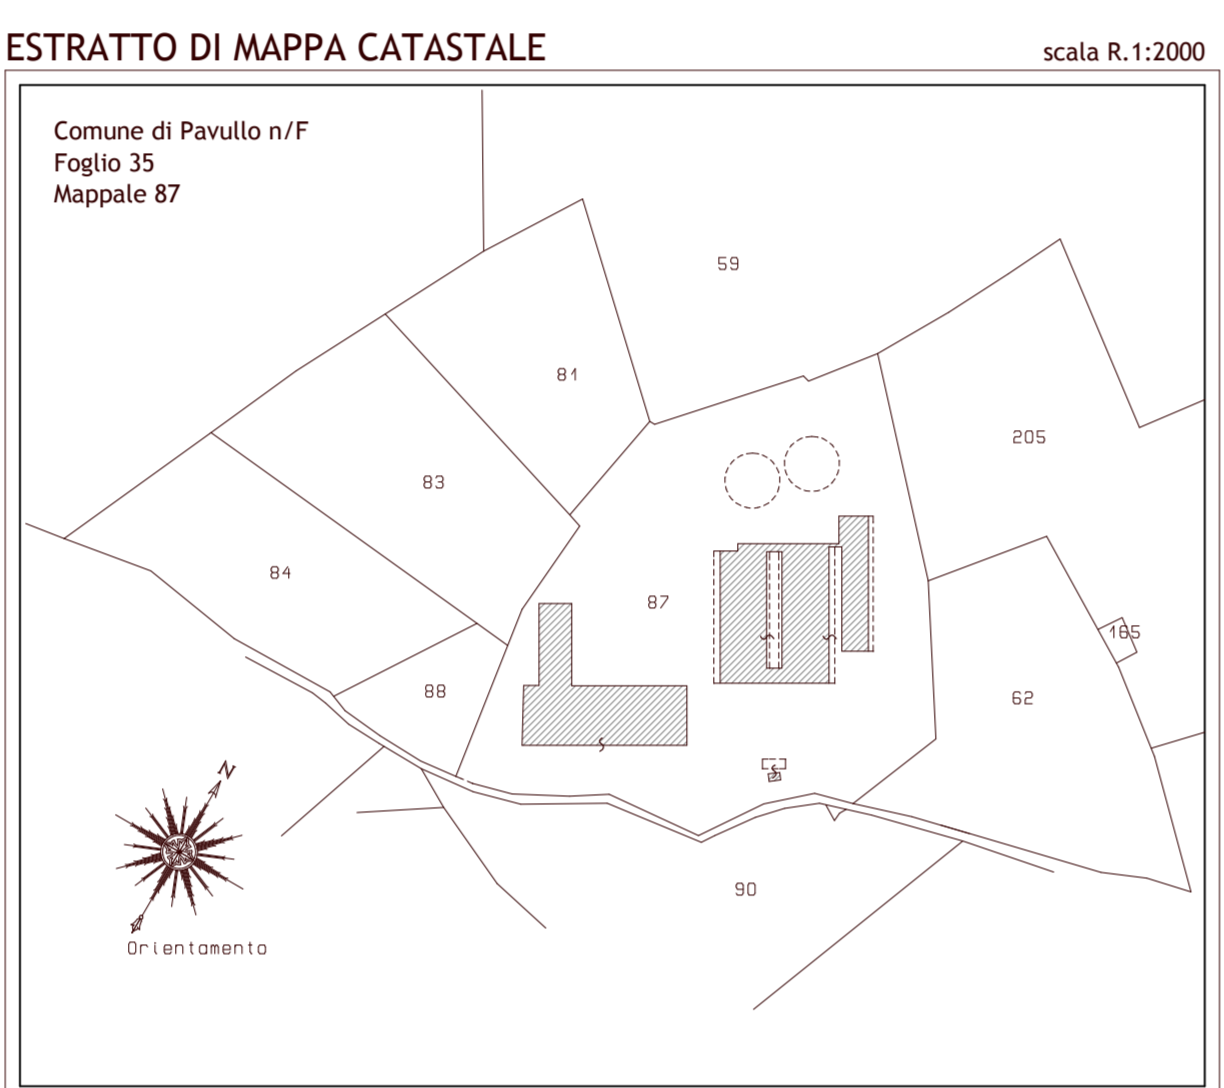 ESTRATTO DI MAPPA CATASTALE
scala R.1:2000
Comune di Pavullo n/F
Foglio 35
Mappale 87
59
81
205
83
84
87
165
88
62
N
90
Orientamento